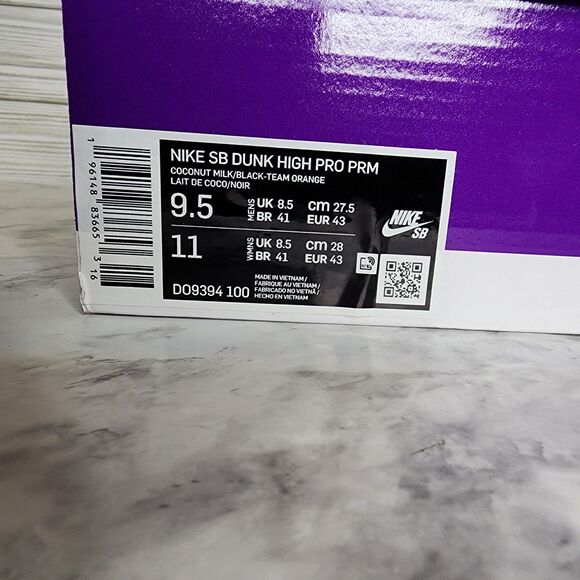 NIKE SB DUNK HIGH PRO PRM
COCONUT MILK/BLACK-TEAM ORANGE
LAIT DE COCO/NOIR
9.5 MENS UK 8.5 CM 27.5
BR 41 EUR 43
11 WMNS UK 8.5 CM 28
BR 41 EUR 43
MADE IN VIETNAM /
FABRIQUE AU VIETNAM /
FABRICADO NO VIETNÃ /
HECHO EN VIETNAM
DO9394 100
NIKE
SB
1 96148 83665 3 16